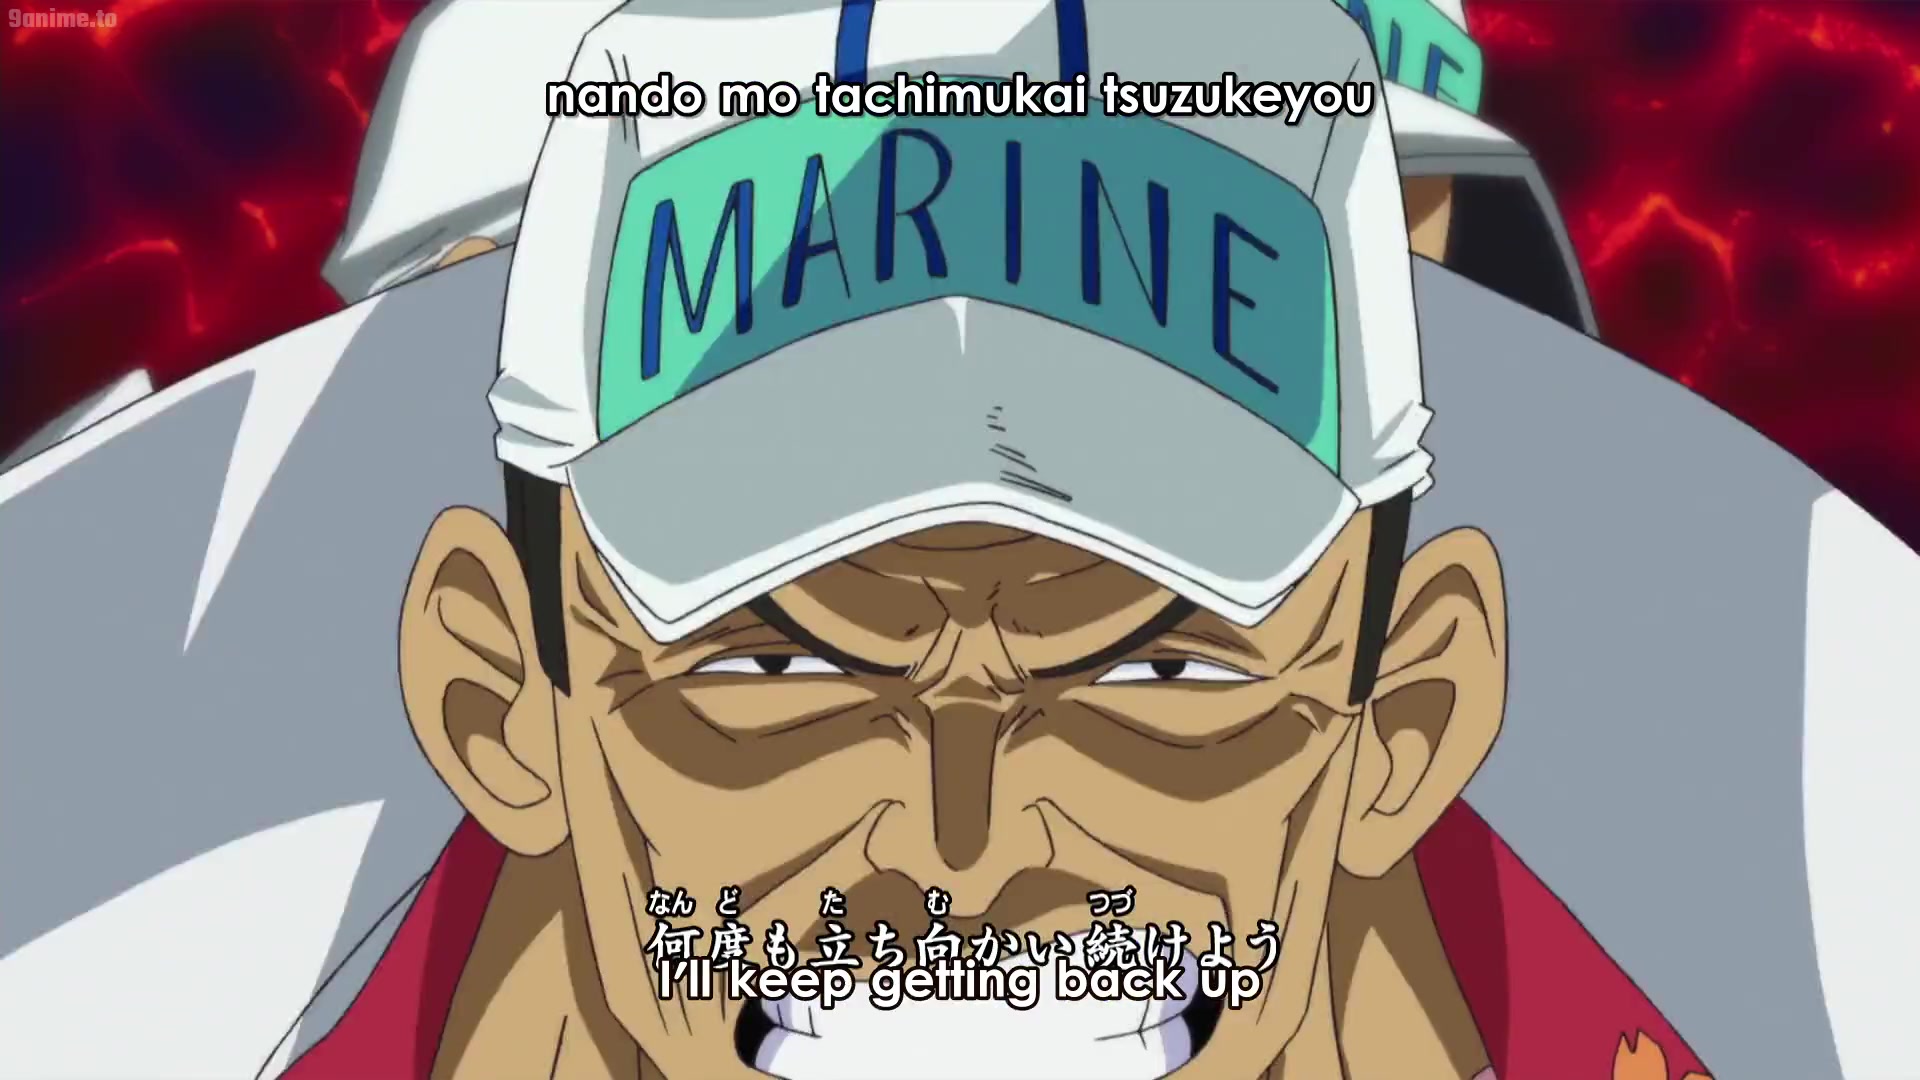 9anime.to
NE
nando mo tachimukai tsuzukeyou
MARINE
なん ど た む つづ
何度も立ち向かい続けよう
I'll keep getting back up